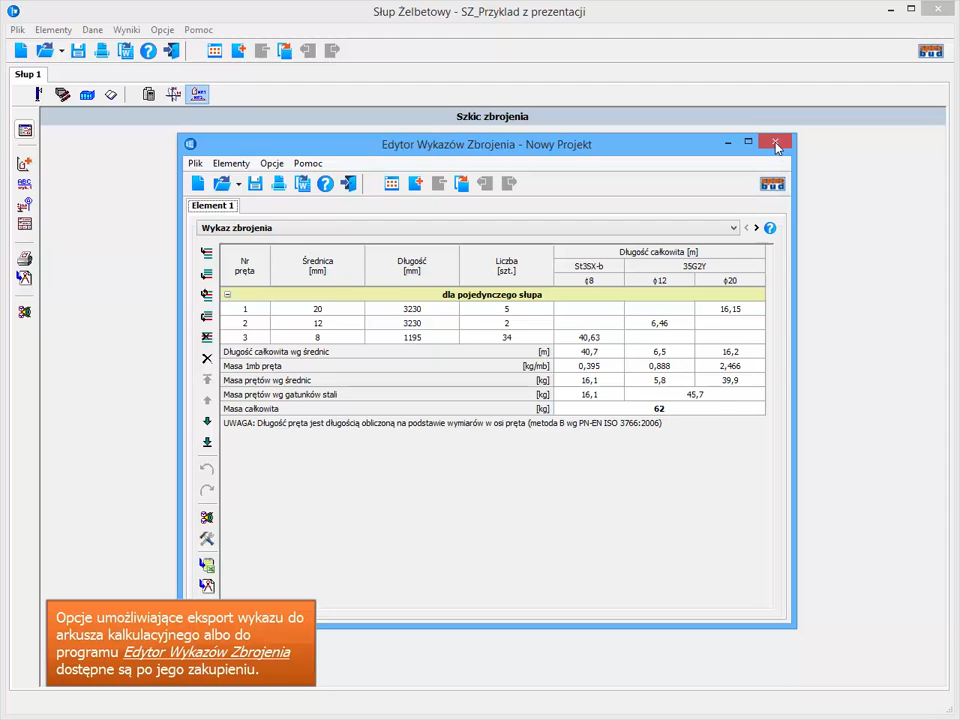 Słup Żelbetowy - SZ_Przyklad z prezentacji
Plik Elementy Dane Wyniki Opcje Pomoc
Słup 1
Szkic zbrojenia
Edytor Wykazów Zbrojenia - Nowy Projekt
Plik Elementy Opcje Pomoc
Element 1
Wykaz zbrojenia
Nr pręta Średnica [mm] Długość [mm] Liczba [szt.] Długość całkowita [m]
St3SX-b 35G2Y
ϕ8 ϕ12 ϕ20
dla pojedynczego słupa
1 20 3230 5 16,15
2 12 3230 2 6,46
3 8 1195 34 40,63
Długość całkowita wg średnic [m] 40,7 6,5 16,2
Masa 1mb pręta [kg/mb] 0,395 0,888 2,466
Masa prętów wg średnic [kg] 16,1 5,8 39,9
Masa prętów wg gatunków stali [kg] 16,1 45,7
Masa całkowita [kg] 62
UWAGA: Długość pręta jest długością obliczoną na podstawie wymiarów w osi pręta (metoda B wg PN-EN ISO 3766:2006)
Opcje umożliwiające eksport wykazu do
arkusza kalkulacyjnego albo do
programu Edytor Wykazów Zbrojenia
dostępne są po jego zakupieniu.